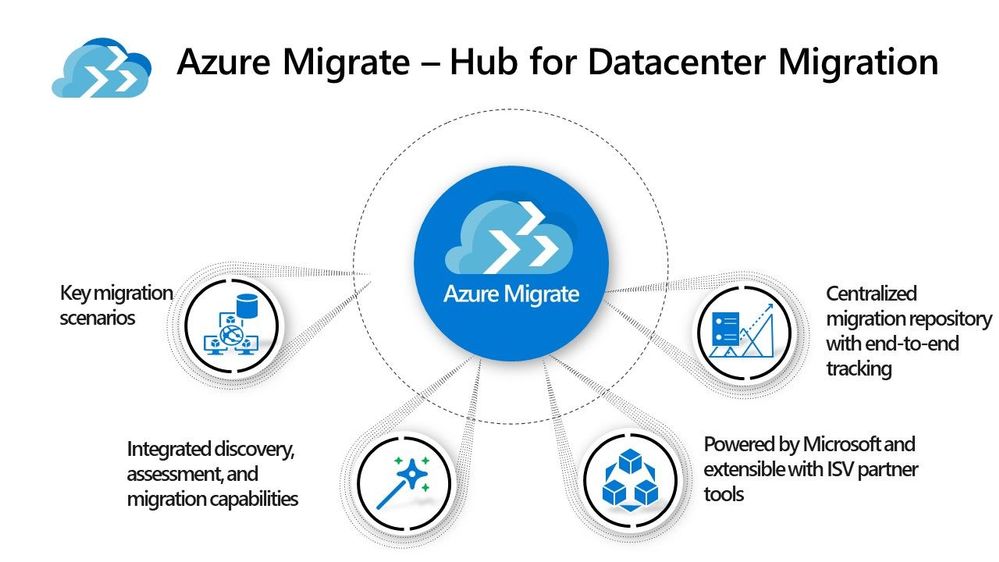 Azure Migrate – Hub for Datacenter Migration
Azure Migrate
Key migration
scenarios
Integrated discovery,
assessment, and
migration capabilities
Powered by Microsoft and
extensible with ISV partner
tools
Centralized
migration repository
with end-to-end
tracking